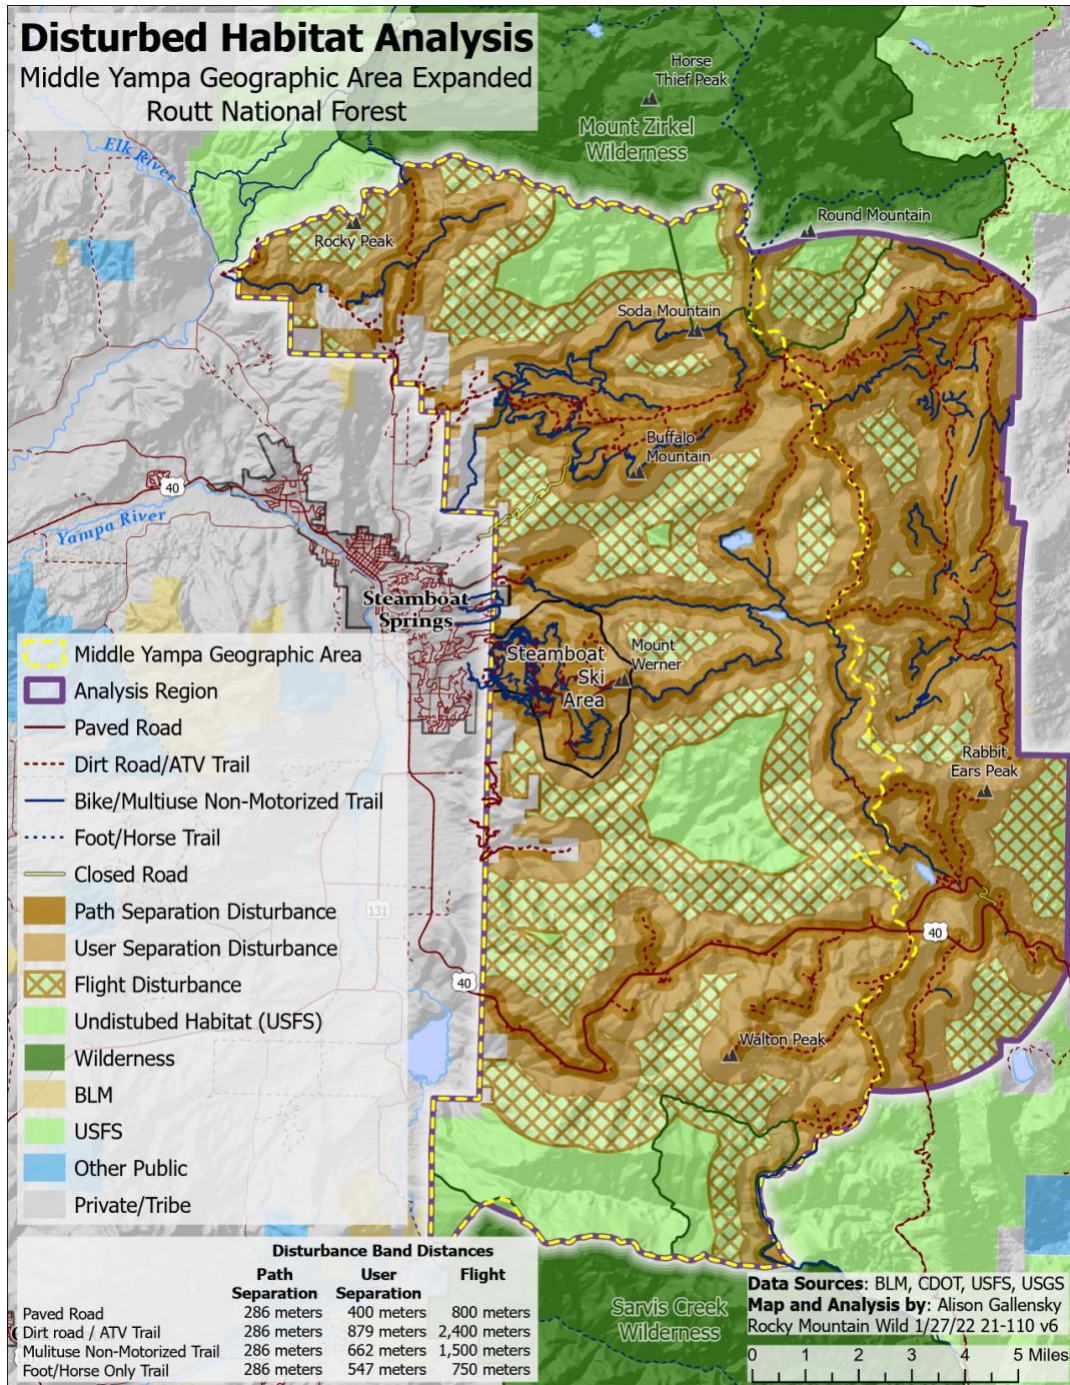 Disturbed Habitat Analysis
Middle Yampa Geographic Area Expanded
Routt National Forest
Horse
Thief Peak
Mount Zirkel
Wilderness
Elk River
Round Mountain
Rocky Peak
Soda Mountain
Buffalo
Mountain
40
Yampa River
Steamboat
Springs
Steamboat
Ski
Area
Mount
Werner
Rabbit
Ears Peak
131
40
40
Walton Peak
Sarvis Creek
Wilderness
Middle Yampa Geographic Area
Analysis Region
Paved Road
Dirt Road/ATV Trail
Bike/Multiuse Non-Motorized Trail
Foot/Horse Trail
Closed Road
Path Separation Disturbance
User Separation Disturbance
Flight Disturbance
Undistubed Habitat (USFS)
Wilderness
BLM
USFS
Other Public
Private/Tribe
Disturbance Band Distances
Path Separation User Separation Flight
Paved Road 286 meters 400 meters 800 meters
Dirt road / ATV Trail 286 meters 879 meters 2,400 meters
Mulituse Non-Motorized Trail 286 meters 662 meters 1,500 meters
Foot/Horse Only Trail 286 meters 547 meters 750 meters
Data Sources: BLM, CDOT, USFS, USGS
Map and Analysis by: Alison Gallensky
Rocky Mountain Wild 1/27/22 21-110 v6
0 1 2 3 4 5 Miles